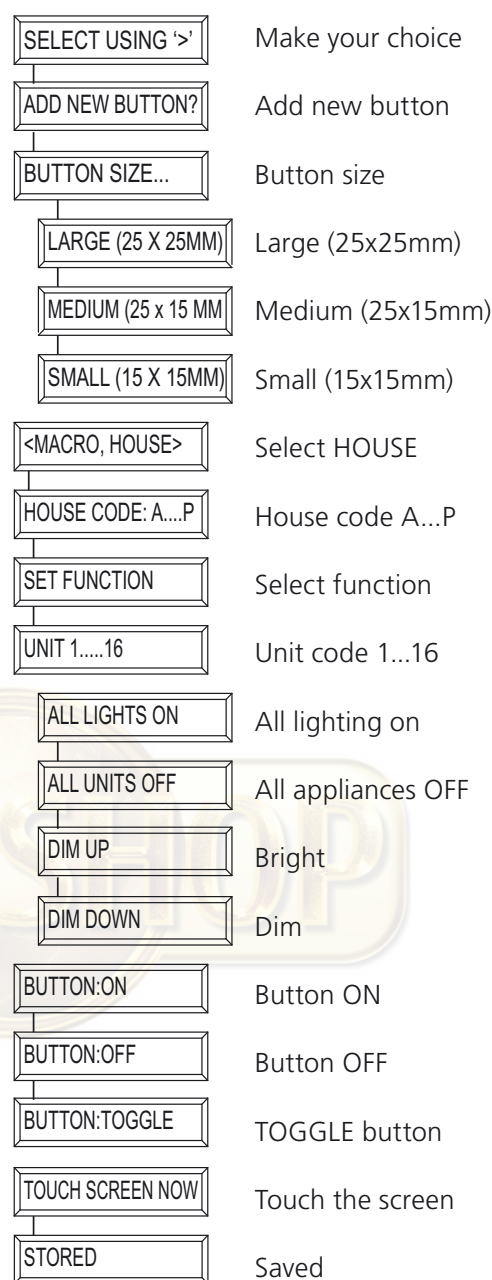 SELECT USING ‘>’ Make your choice
ADD NEW BUTTON? Add new button
BUTTON SIZE... Button size
LARGE (25 X 25MM) Large (25x25mm)
MEDIUM (25 x 15 MM Medium (25x15mm)
SMALL (15 X 15MM) Small (15x15mm)
<MACRO, HOUSE> Select HOUSE
HOUSE CODE: A....P House code A...P
SET FUNCTION Select function
UNIT 1.....16 Unit code 1...16
ALL LIGHTS ON All lighting on
ALL UNITS OFF All appliances OFF
DIM UP Bright
DIM DOWN Dim
BUTTON:ON Button ON
BUTTON:OFF Button OFF
BUTTON:TOGGLE TOGGLE button
TOUCH SCREEN NOW Touch the screen
STORED Saved
SHOP